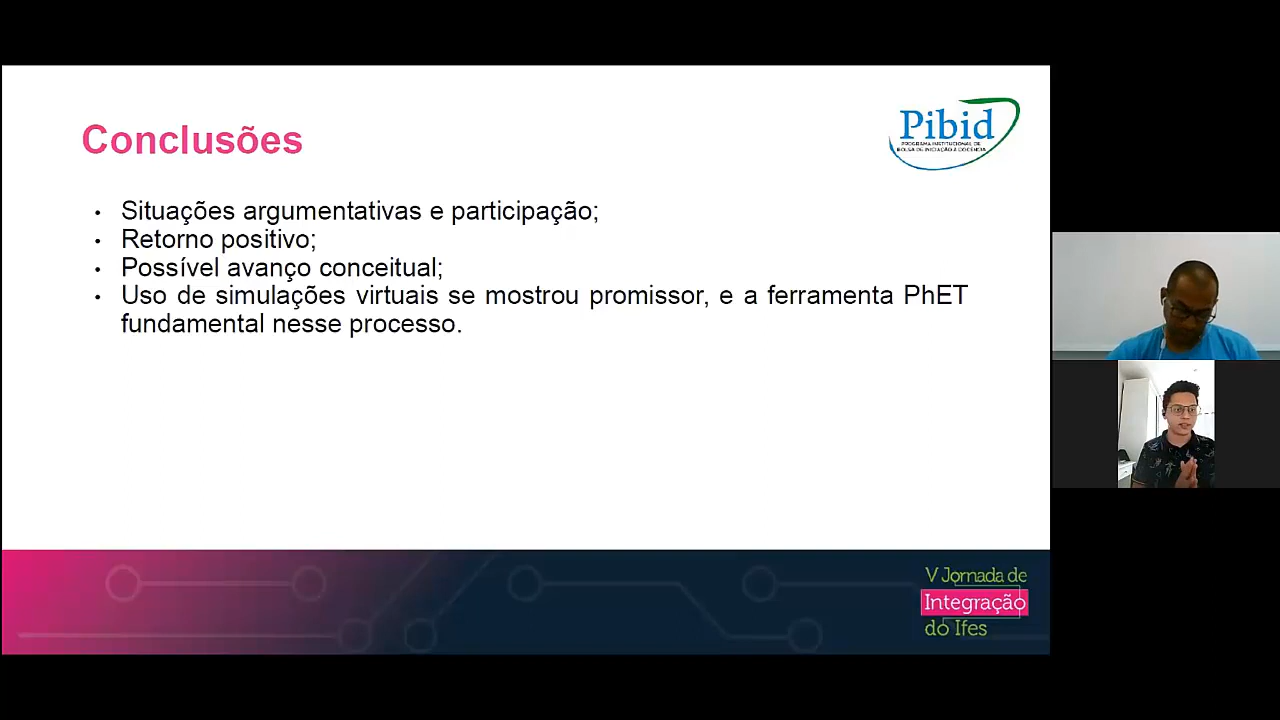 Conclusões
Pibid
PROGRAMA INSTITUCIONAL DE
BOLSA DE INICIAÇÃO À DOCÊNCIA
• Situações argumentativas e participação;
• Retorno positivo;
• Possível avanço conceitual;
• Uso de simulações virtuais se mostrou promissor, e a ferramenta PhET
fundamental nesse processo.
V Jornada de
Integração
do Ifes